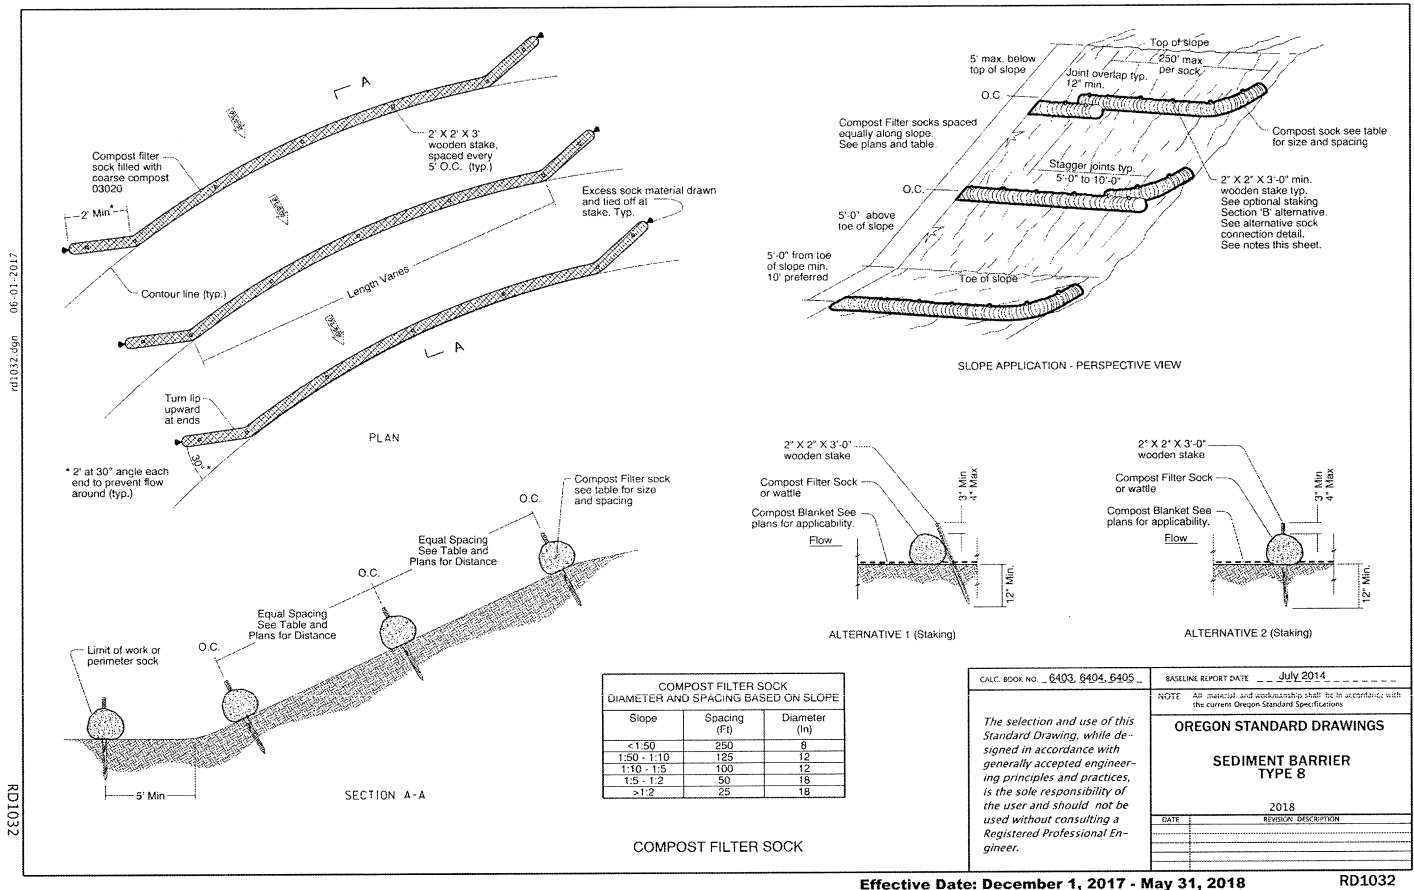 rd1032.dgn 06-01-2017
RD1032
A
FLOW
2' X 2' X 3'
wooden stake,
spaced every
5' O.C. (typ.)
Compost filter
sock filled with
coarse compost
03020
2' Min*
FLOW
Excess sock material drawn
and tied off at
stake. Typ.
Contour line (typ.)
Length Varies
FLOW
A
Turn lip
upward
at ends
PLAN
30° *
* 2' at 30° angle each
end to prevent flow
around (typ.)
Top of slope
5' max. below
top of slope
250' max
per sock
Joint overlap typ.
12" min.
O.C.
Compost Filter socks spaced
equally along slope.
See plans and table.
Compost sock see table
for size and spacing
Stagger joints typ.
5'-0" to 10'-0"
O.C.
2" X 2" X 3'-0" min.
wooden stake typ.
See optional staking
Section 'B' alternative.
See alternative sock
connection detail.
See notes this sheet.
5'-0" above
toe of slope
5'-0" from toe
of slope min.
10' preferred
Toe of slope
SLOPE APPLICATION - PERSPECTIVE VIEW
Compost Filter sock
see table for size
and spacing
O.C.
Equal Spacing
See Table and
Plans for Distance
O.C.
Equal Spacing
See Table and
Plans for Distance
O.C.
Limit of work or
perimeter sock
5' Min
SECTION A-A
2" X 2" X 3'-0"
wooden stake
Compost Filter Sock
or wattle
Compost Blanket See
plans for applicability.
Flow
3" Min
4" Max
12" Min.
ALTERNATIVE 1 (Staking)
2" X 2" X 3'-0"
wooden stake
Compost Filter Sock
or wattle
Compost Blanket See
plans for applicability.
Flow
3" Min
4" Max
12" Min.
ALTERNATIVE 2 (Staking)
COMPOST FILTER SOCK
DIAMETER AND SPACING BASED ON SLOPE
Slope Spacing (Ft) Diameter (In)
<1:50 250 8
1:50 - 1:10 125 12
1:10 - 1:5 100 12
1:5 - 1:2 50 18
>1:2 25 18
COMPOST FILTER SOCK
CALC. BOOK NO. 6403, 6404, 6405
BASELINE REPORT DATE July 2014
NOTE: All material and workmanship shall be in accordance with
the current Oregon Standard Specifications
The selection and use of this
Standard Drawing, while de-
signed in accordance with
generally accepted engineer-
ing principles and practices,
is the sole responsibility of
the user and should not be
used without consulting a
Registered Professional En-
gineer.
OREGON STANDARD DRAWINGS
SEDIMENT BARRIER
TYPE 8
2018
DATE REVISION DESCRIPTION
Effective Date: December 1, 2017 - May 31, 2018
RD1032